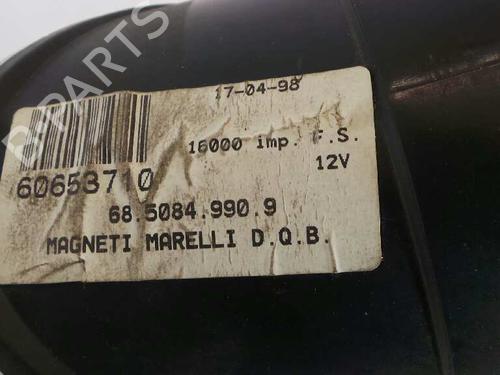 17-04-98
16000 imp. F.S.
12V
60653710
68.5084.990.9
MAGNETI MARELLI D.Q.B.
B-PARTS